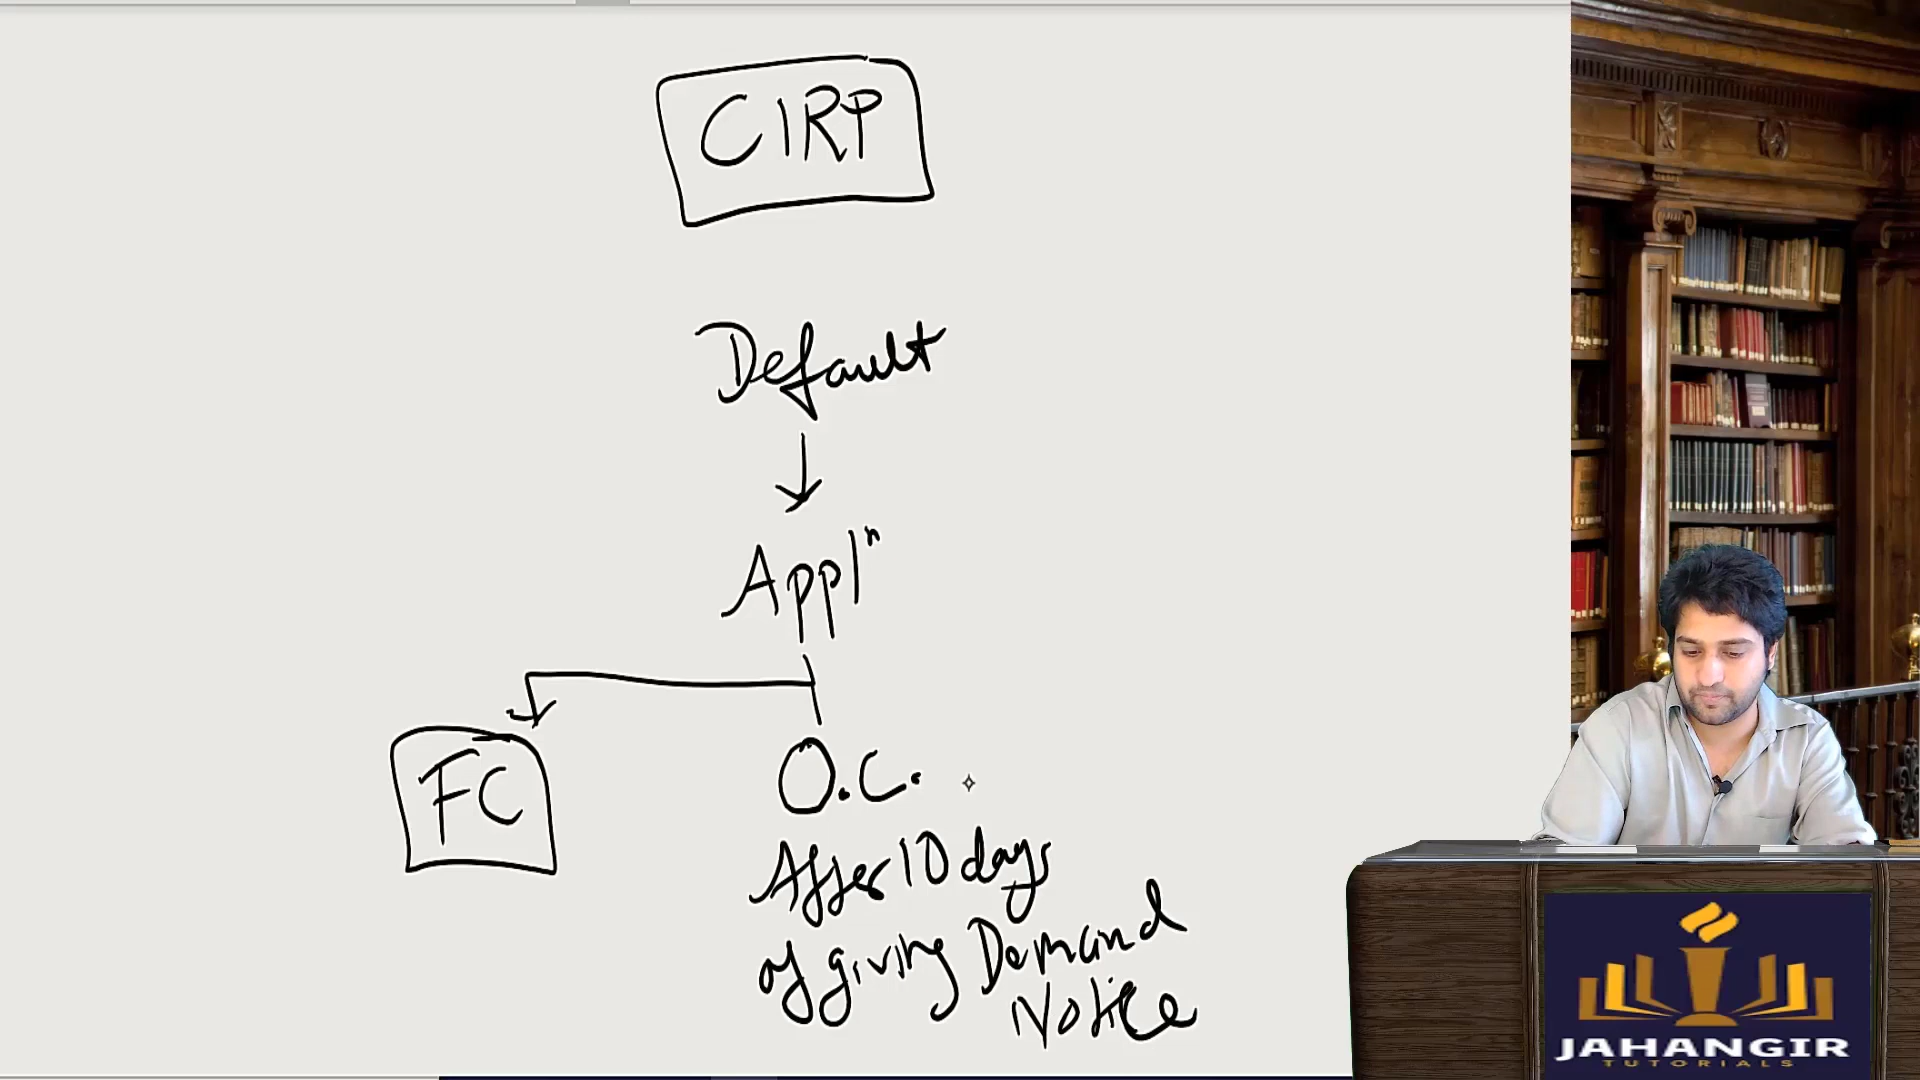 CIRP
Default
Appl^n
FC
O.C.
After 10 days
of giving Demand
Notice
JAHANGIR
TUTORIALS